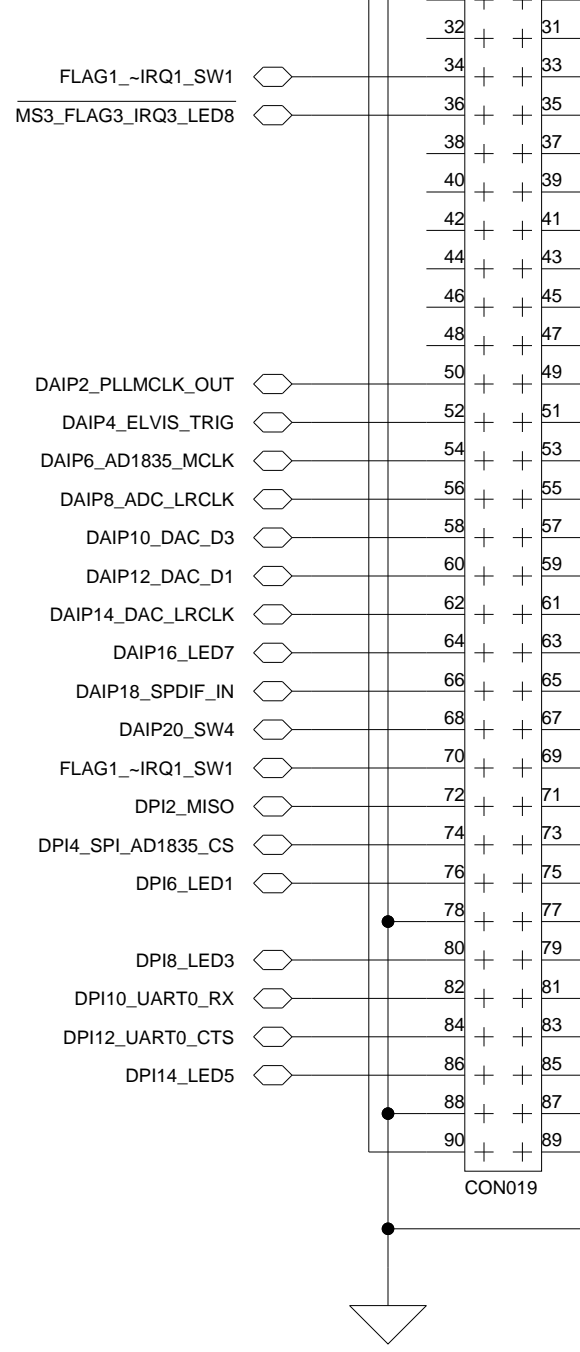 32 31
FLAG1_~IRQ1_SW1 34 33
MS3_FLAG3_IRQ3_LED8 36 35
38 37
40 39
42 41
44 43
46 45
48 47
DAIP2_PLLMCLK_OUT 50 49
DAIP4_ELVIS_TRIG 52 51
DAIP6_AD1835_MCLK 54 53
DAIP8_ADC_LRCLK 56 55
DAIP10_DAC_D3 58 57
DAIP12_DAC_D1 60 59
DAIP14_DAC_LRCLK 62 61
DAIP16_LED7 64 63
DAIP18_SPDIF_IN 66 65
DAIP20_SW4 68 67
FLAG1_~IRQ1_SW1 70 69
DPI2_MISO 72 71
DPI4_SPI_AD1835_CS 74 73
DPI6_LED1 76 75
78 77
DPI8_LED3 80 79
DPI10_UART0_RX 82 81
DPI12_UART0_CTS 84 83
DPI14_LED5 86 85
88 87
90 89
CON019